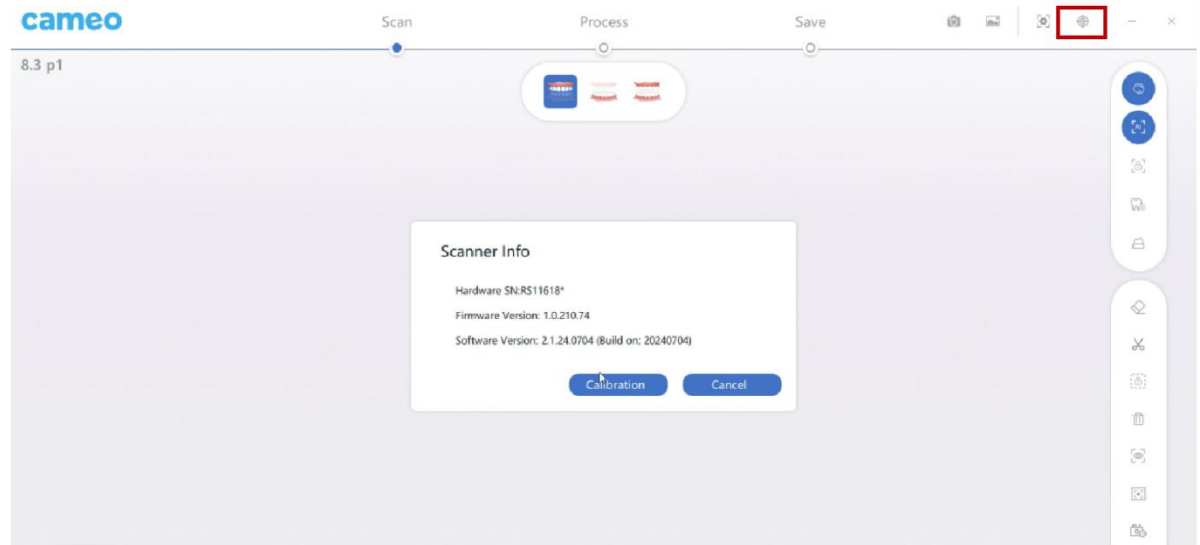 cameo
Scan
Process
Save
8.3 p1
AI
Scanner Info
Hardware SN:RS11618*
Firmware Version: 1.0.210.74
Software Version: 2.1.24.0704 (Build on: 20240704)
Calibration
Cancel